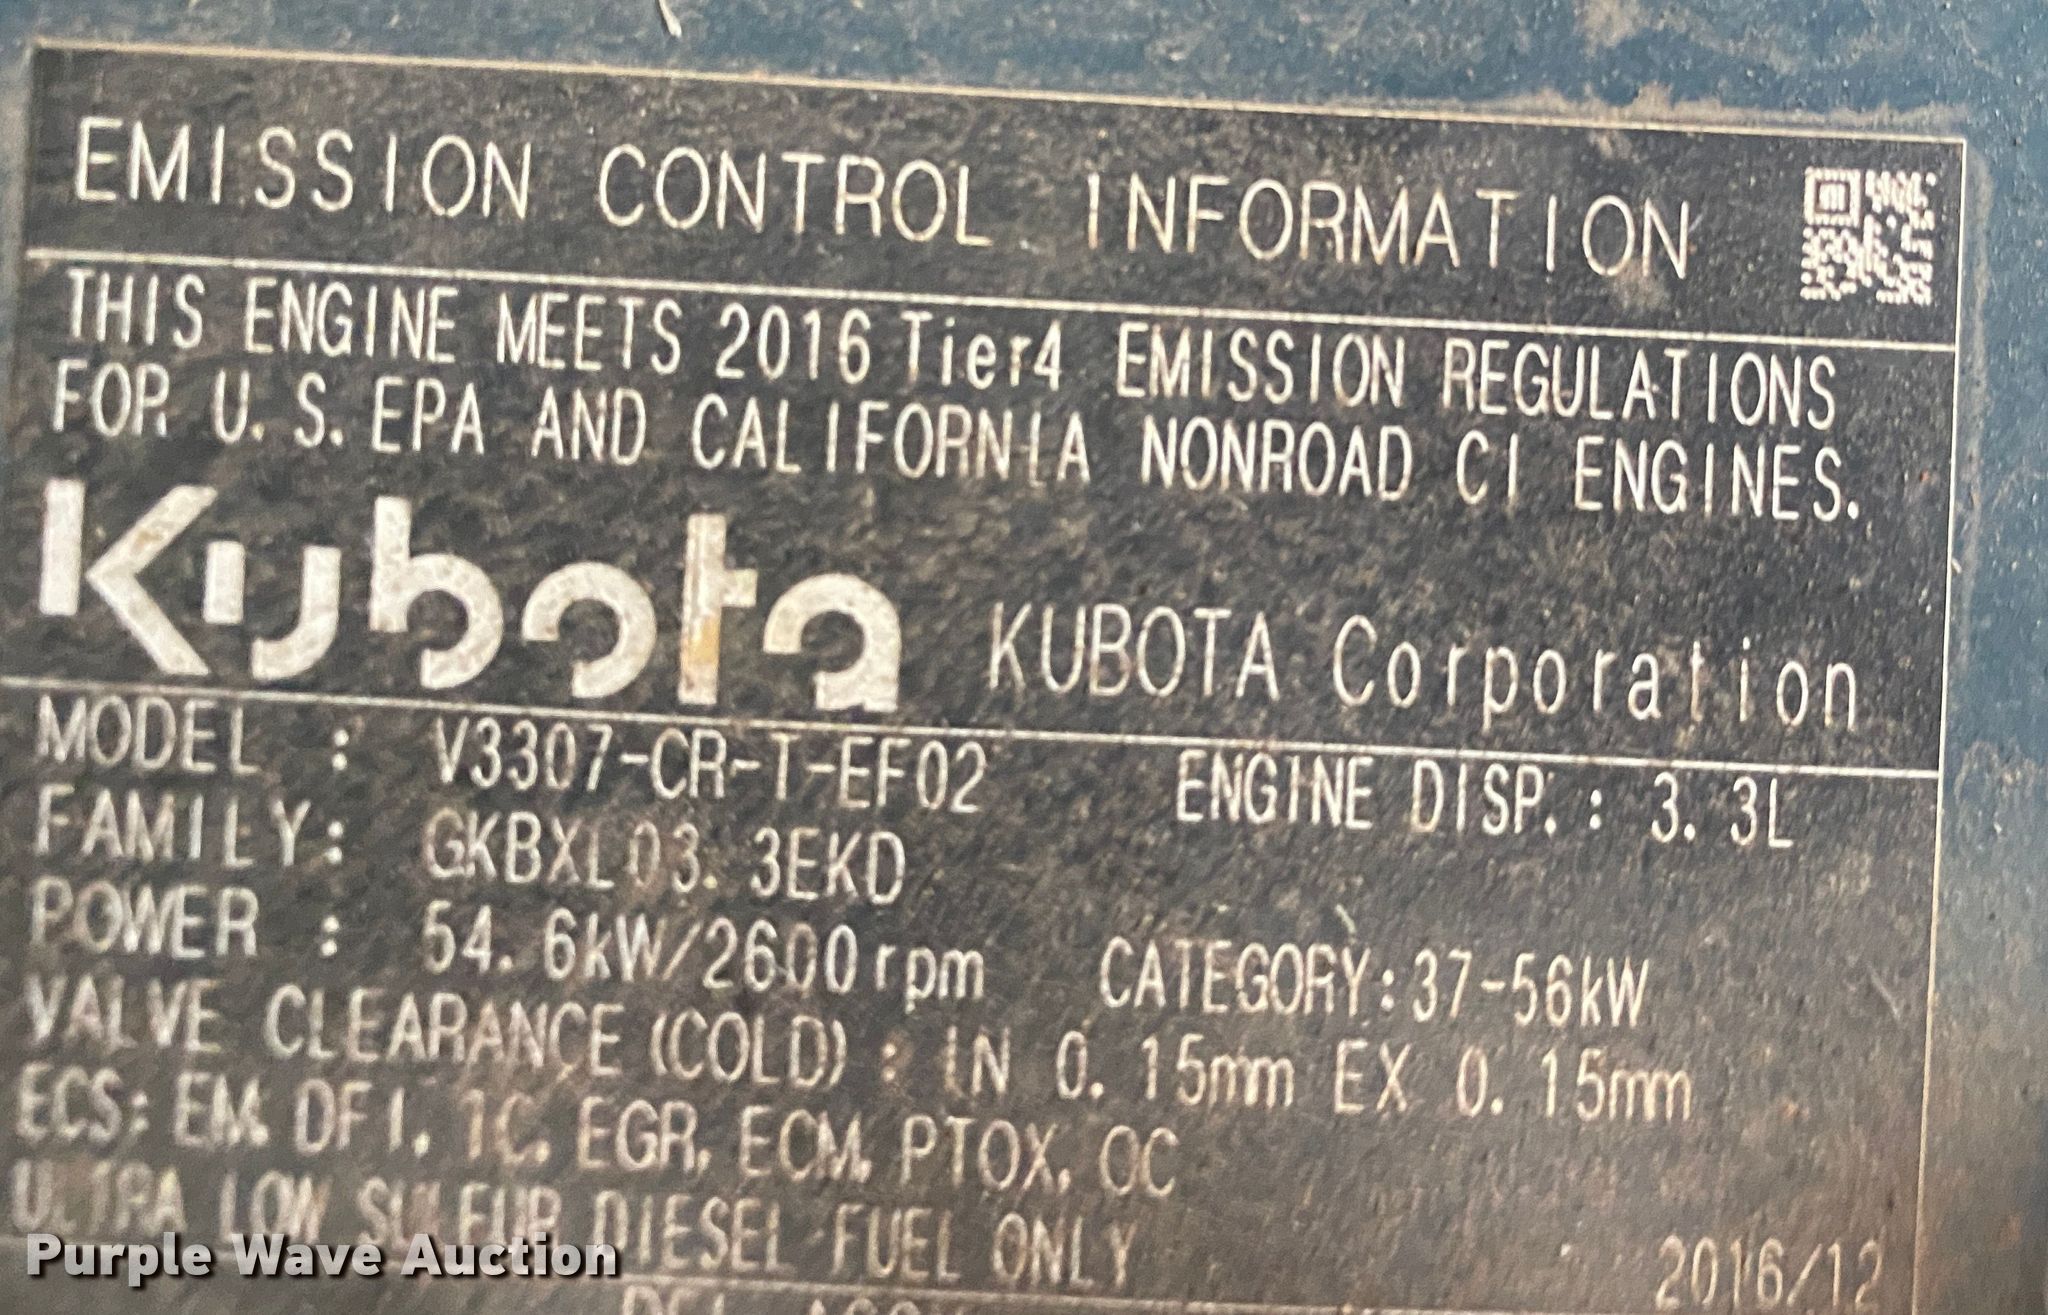 EMISSION CONTROL INFORMATION
THIS ENGINE MEETS 2016 Tier4 EMISSION REGULATIONS
FOR U.S. EPA AND CALIFORNIA NONROAD CI ENGINES.
Kubota KUBOTA Corporation
MODEL : V3307-CR-T-EF02 ENGINE DISP. : 3.3L
FAMILY: GKBXL03.3EKD
POWER : 54.6kW/2600rpm CATEGORY:37-56kW
VALVE CLEARANCE (COLD) : IN 0.15mm EX 0.15mm
ECS: EM, DFI, TC, EGR, ECM, PTOX, OC
ULTRA LOW SULFUR DIESEL FUEL ONLY
Purple Wave Auction
2016/12